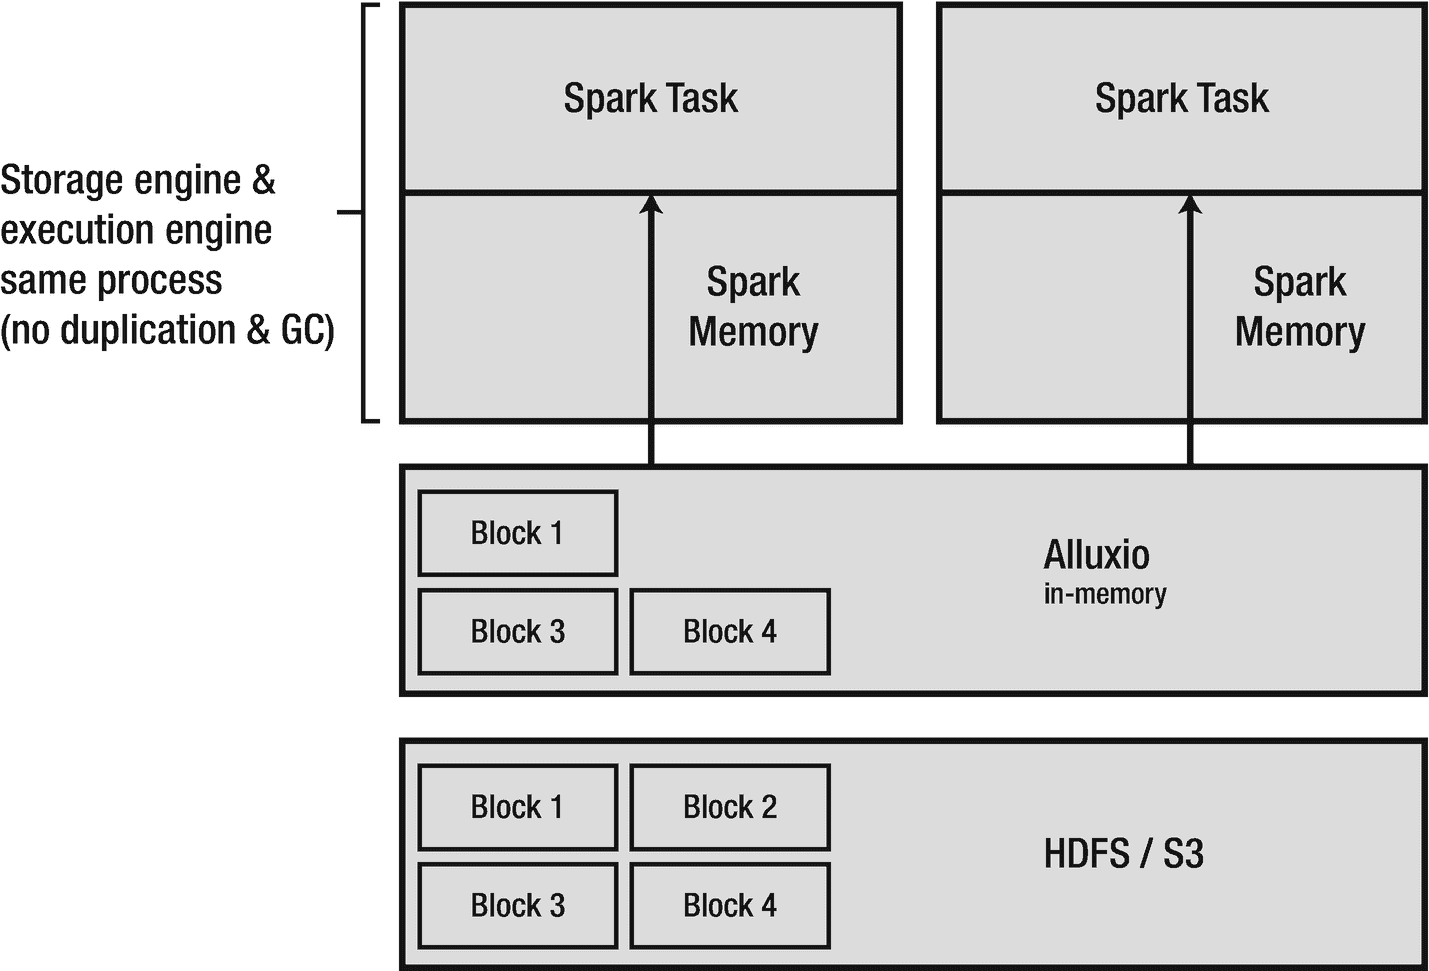 Storage engine &
execution engine
same process
(no duplication & GC)
Spark Task
Spark
Memory
Spark Task
Spark
Memory
Block 1
Block 3
Block 4
Alluxio
in-memory
Block 1
Block 2
Block 3
Block 4
HDFS / S3